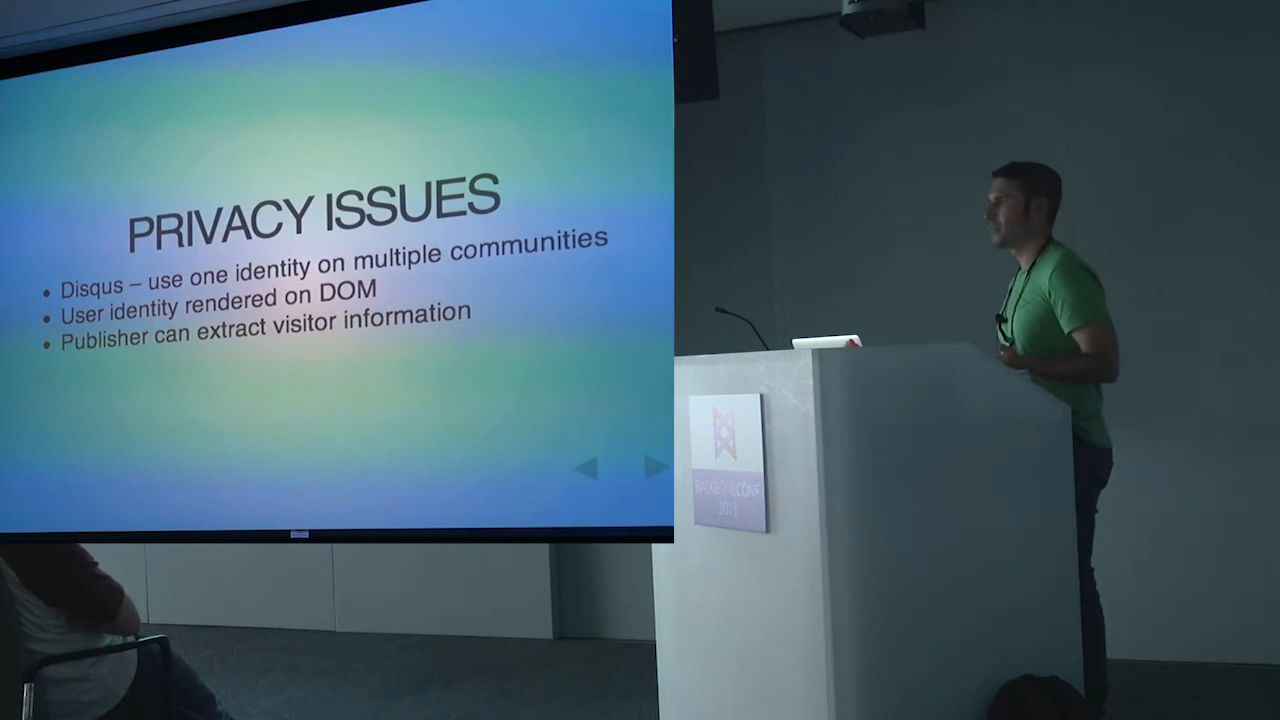 PRIVACY ISSUES
• Disqus – use one identity on multiple communities
• User identity rendered on DOM
• Publisher can extract visitor information
BACKBONECONF
2013